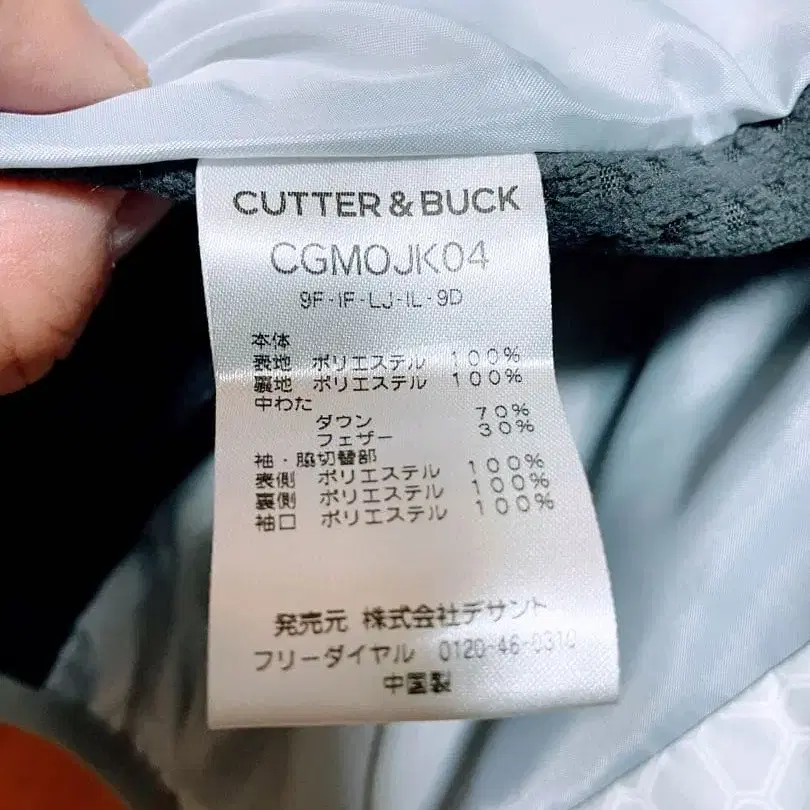 CUTTER & BUCK
CGMOJK04
9F-IF-LJ-IL-9D
本体
表地 ポリエステル 100%
裏地 ポリエステル 100%
中わた
ダウン 70%
フェザー 30%
袖・脇切替部
表側 ポリエステル 100%
裏側 ポリエステル 100%
袖口 ポリエステル 100%
発売元 株式会社デサント
フリーダイヤル 0120-46-0310
中国製